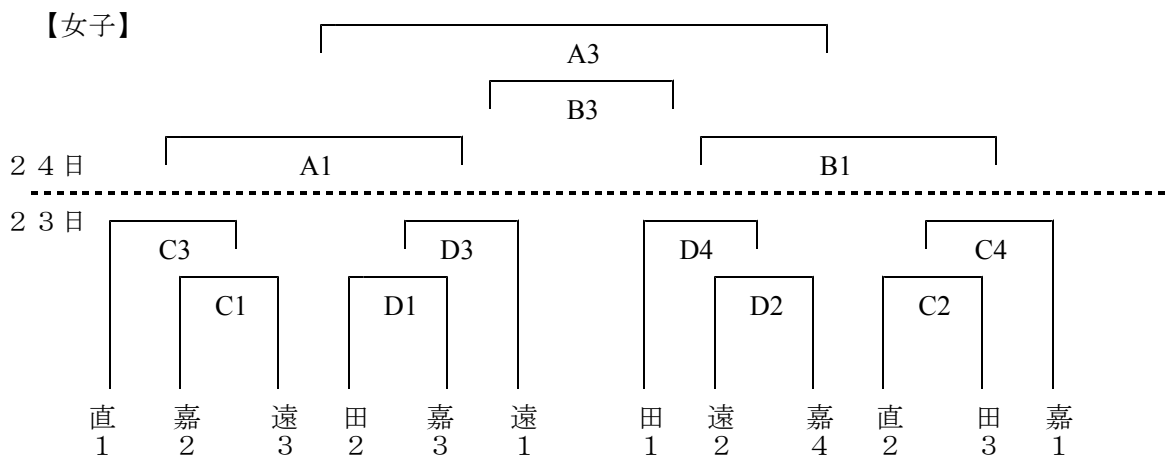 【女子】
A3
B3
２４日 A1 B1
２３日
C3 D3 D4 C4
C1 D1 D2 C2
直 嘉 遠 田 嘉 遠 田 遠 嘉 直 田 嘉
１ ２ ３ ２ ３ １ １ ２ ４ ２ ３ １